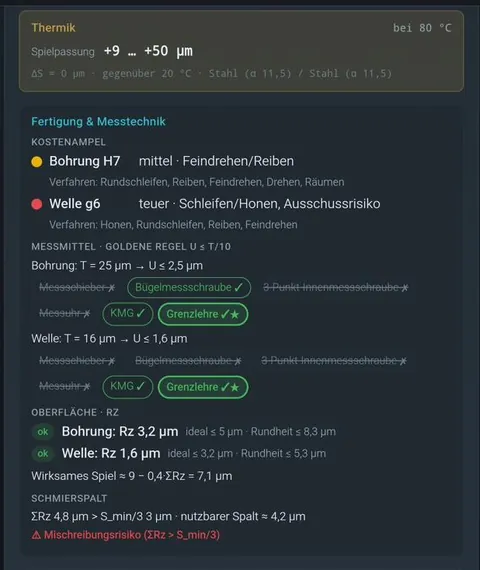 Thermik bei 80 °C
Spielpassung +9 … +50 μm
ΔS = 0 μm · gegenüber 20 °C · Stahl (α 11,5) / Stahl (α 11,5)
Fertigung & Messtechnik
KOSTENAMPEL
Bohrung H7 mittel · Feindrehen/Reiben
Verfahren: Rundschleifen, Reiben, Feindrehen, Drehen, Räumen
Welle g6 teuer · Schleifen/Honen, Ausschussrisiko
Verfahren: Honen, Rundschleifen, Reiben, Feindrehen
MESSMITTEL · GOLDENE REGEL U ≤ T/10
Bohrung: T = 25 μm → U ≤ 2,5 μm
Messschieber ✗ Bügelmessschraube ✓ 3-Punkt-Innenmessschraube ✗
Messuhr ✗ KMG ✓ Grenzlehre ✓★
Welle: T = 16 μm → U ≤ 1,6 μm
Messschieber ✗ Bügelmessschraube ✗ 3-Punkt-Innenmessschraube ✗
Messuhr ✗ KMG ✓ Grenzlehre ✓★
OBERFLÄCHE · RZ
ok Bohrung: Rz 3,2 μm ideal ≤ 5 μm · Rundheit ≤ 8,3 μm
ok Welle: Rz 1,6 μm ideal ≤ 3,2 μm · Rundheit ≤ 5,3 μm
Wirksames Spiel ≈ 9 − 0,4·ΣRz = 7,1 μm
SCHMIERSPALT
ΣRz 4,8 μm > S_min/3 3 μm · nutzbarer Spalt ≈ 4,2 μm
⚠ Mischreibungsrisiko (ΣRz > S_min/3)